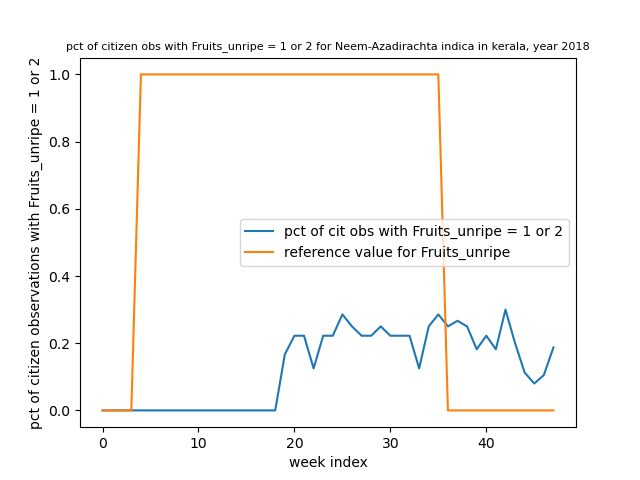 pct of citizen obs with Fruits_unripe = 1 or 2 for Neem-Azadirachta indica in kerala, year 2018
pct of citizen observations with Fruits_unripe = 1 or 2
1.0
0.8
0.6
0.4
0.2
0.0
pct of cit obs with Fruits_unripe = 1 or 2
reference value for Fruits_unripe
0
10
20
30
40
week index